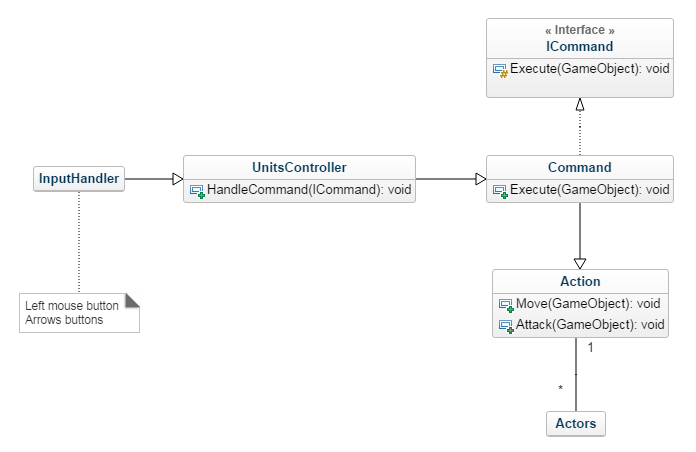 « Interface »
ICommand
Execute(GameObject): void
UnitsController
HandleCommand(ICommand): void
Command
Execute(GameObject): void
InputHandler
Left mouse button
Arrows buttons
Action
Move(GameObject): void
Attack(GameObject): void
1
*
Actors